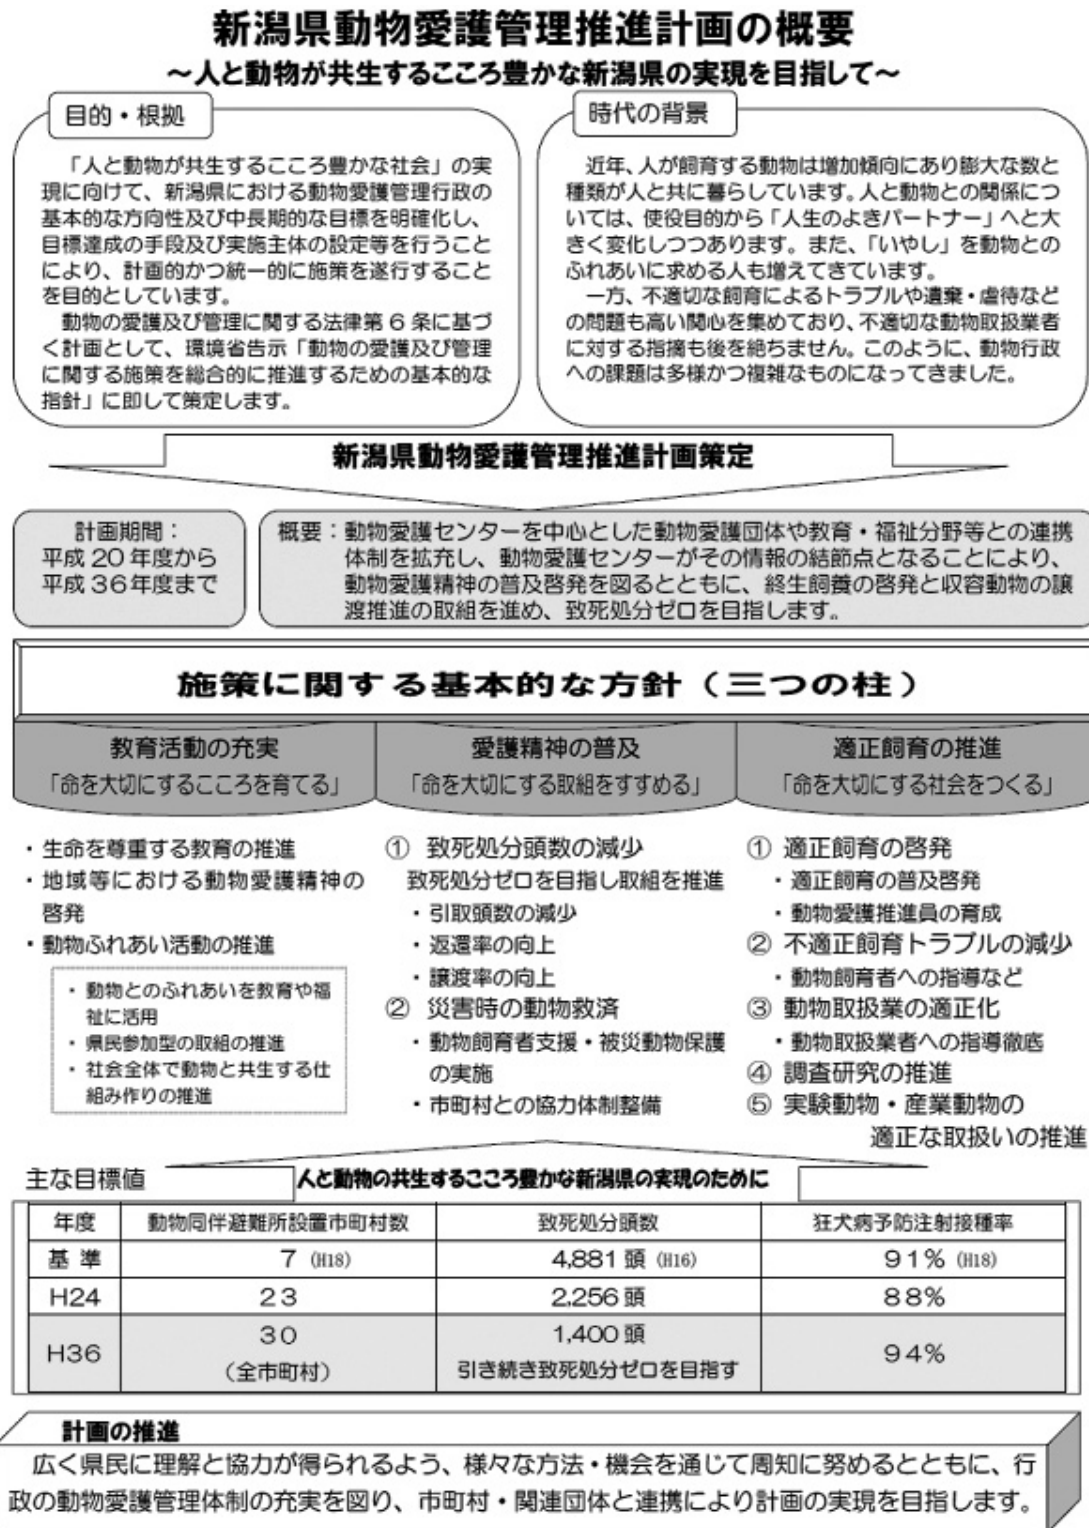 新潟県動物愛護管理推進計画の概要
～人と動物が共生するこころ豊かな新潟県の実現を目指して～
目的・根拠
「人と動物が共生するこころ豊かな社会」の実
現に向けて、新潟県における動物愛護管理行政の
基本的な方向性及び中長期的な目標を明確化し、
目標達成の手段及び実施主体の設定等を行うこと
により、計画的かつ統一的に施策を遂行すること
を目的としています。
動物の愛護及び管理に関する法律第6条に基づ
く計画として、環境省告示「動物の愛護及び管理
に関する施策を総合的に推進するための基本的な
指針」に即して策定します。
時代の背景
近年、人が飼育する動物は増加傾向にあり膨大な数と
種類が人と共に暮らしています。人と動物との関係につ
いては、使役目的から「人生のよきパートナー」へと大
きく変化しつつあります。また、「いやし」を動物との
ふれあいに求める人も増えてきています。
一方、不適切な飼育によるトラブルや遺棄・虐待など
の問題も高い関心を集めており、不適切な動物取扱業者
に対する指摘も後を絶ちません。このように、動物行政
への課題は多様かつ複雑なものになってきました。
新潟県動物愛護管理推進計画策定
計画期間：
平成20年度から
平成36年度まで
概要：動物愛護センターを中心とした動物愛護団体や教育・福祉分野等との連携
体制を拡充し、動物愛護センターがその情報の結節点となることにより、
動物愛護精神の普及啓発を図るとともに、終生飼養の啓発と収容動物の譲
渡推進の取組を進め、致死処分ゼロを目指します。
施策に関する基本的な方針（三つの柱）
教育活動の充実
「命を大切にするこころを育てる」
・生命を尊重する教育の推進
・地域等における動物愛護精神の
啓発
・動物ふれあい活動の推進
・動物とのふれあいを教育や福
祉に活用
・県民参加型の取組の推進
・社会全体で動物と共生する仕
組み作りの推進
愛護精神の普及
「命を大切にする取組をすすめる」
① 致死処分頭数の減少
致死処分ゼロを目指し取組を推進
・引取頭数の減少
・返還率の向上
・譲渡率の向上
② 災害時の動物救済
・動物飼育者支援・被災動物保護
の実施
・市町村との協力体制整備
適正飼育の推進
「命を大切にする社会をつくる」
① 適正飼育の啓発
・適正飼育の普及啓発
・動物愛護推進員の育成
② 不適正飼育トラブルの減少
・動物飼育者への指導など
③ 動物取扱業の適正化
・動物取扱業者への指導徹底
④ 調査研究の推進
⑤ 実験動物・産業動物の
適正な取扱いの推進
主な目標値
人と動物の共生するこころ豊かな新潟県の実現のために
年度 動物同伴避難所設置市町村数 致死処分頭数 狂犬病予防注射接種率
基準 7 (H18) 4,881頭 (H16) 91% (H18)
H24 23 2,256頭 88%
H36 30 1,400頭 94%
（全市町村） 引き続き致死処分ゼロを目指す
計画の推進
広く県民に理解と協力が得られるよう、様々な方法・機会を通じて周知に努めるとともに、行
政の動物愛護管理体制の充実を図り、市町村・関連団体と連携により計画の実現を目指します。